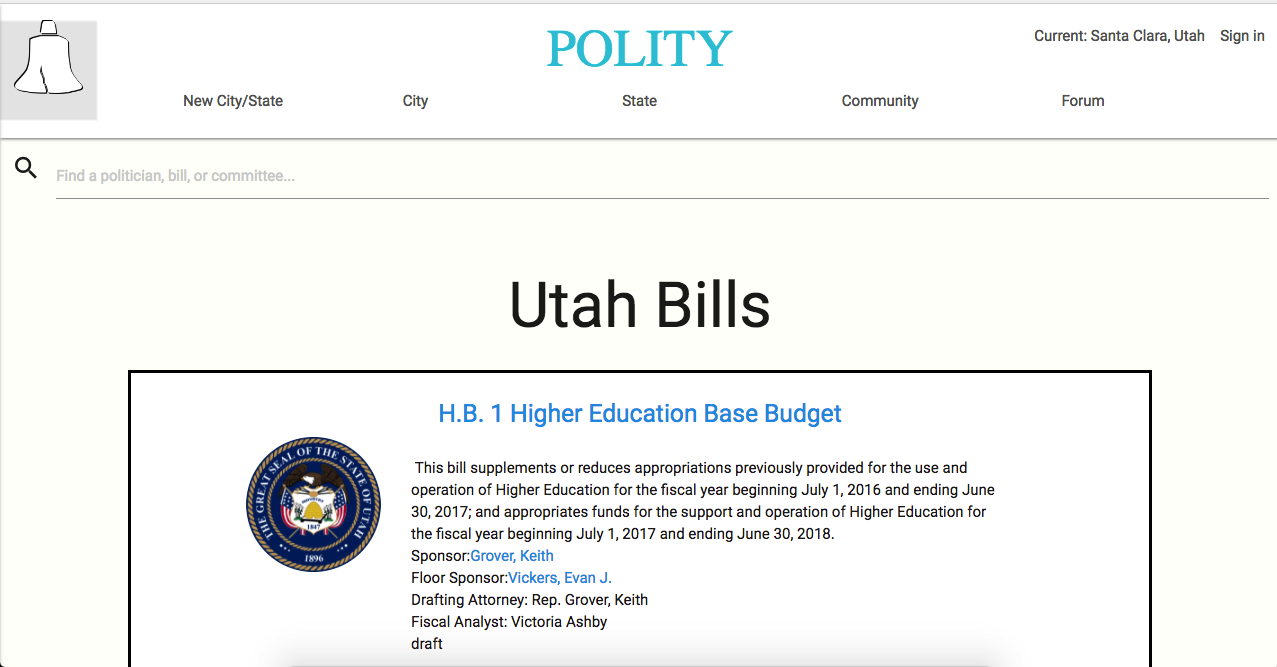 POLITY
Current: Santa Clara, Utah Sign in
New City/State City State Community Forum
Find a politician, bill, or committee...
Utah Bills
H.B. 1 Higher Education Base Budget
THE GREAT SEAL OF THE STATE OF UTAH
1847
1896
This bill supplements or reduces appropriations previously provided for the use and
operation of Higher Education for the fiscal year beginning July 1, 2016 and ending June
30, 2017; and appropriates funds for the support and operation of Higher Education for
the fiscal year beginning July 1, 2017 and ending June 30, 2018.
Sponsor:Grover, Keith
Floor Sponsor:Vickers, Evan J.
Drafting Attorney: Rep. Grover, Keith
Fiscal Analyst: Victoria Ashby
draft